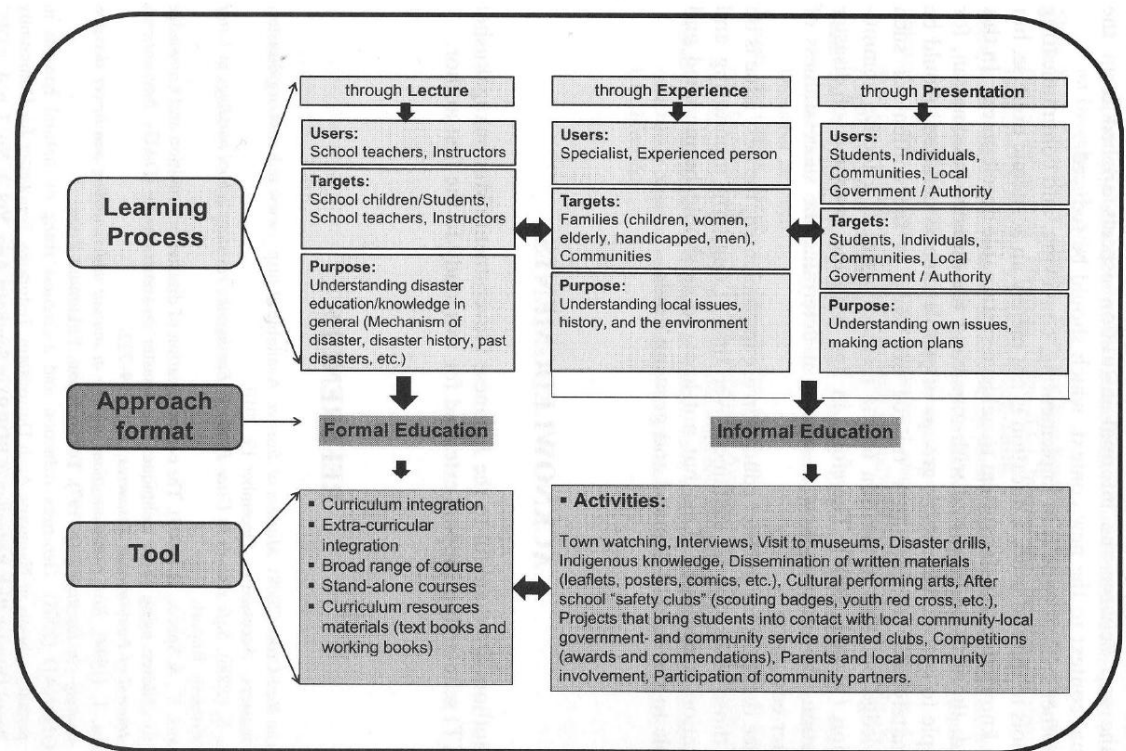 through Lecture
Users:
School teachers, Instructors
Targets:
School children/Students,
School teachers, Instructors
Purpose:
Understanding disaster
education/knowledge in
general (Mechanism of
disaster, disaster history, past
disasters, etc.)
through Experience
Users:
Specialist, Experienced person
Targets:
Families (children, women,
elderly, handicapped, men),
Communities
Purpose:
Understanding local issues,
history, and the environment
through Presentation
Users:
Students, Individuals,
Communities, Local
Government / Authority
Targets:
Students, Individuals,
Communities, Local
Government / Authority
Purpose:
Understanding own issues,
making action plans
Learning
Process
Approach
format
Formal Education
Informal Education
Tool
▪ Curriculum integration
▪ Extra-curricular
integration
▪ Broad range of course
▪ Stand-alone courses
▪ Curriculum resources
materials (text books and
working books)
▪ Activities:
Town watching, Interviews, Visit to museums, Disaster drills,
Indigenous knowledge, Dissemination of written materials
(leaflets, posters, comics, etc.), Cultural performing arts, After
school “safety clubs” (scouting badges, youth red cross, etc.),
Projects that bring students into contact with local community-local
government- and community service oriented clubs, Competitions
(awards and commendations), Parents and local community
involvement, Participation of community partners.